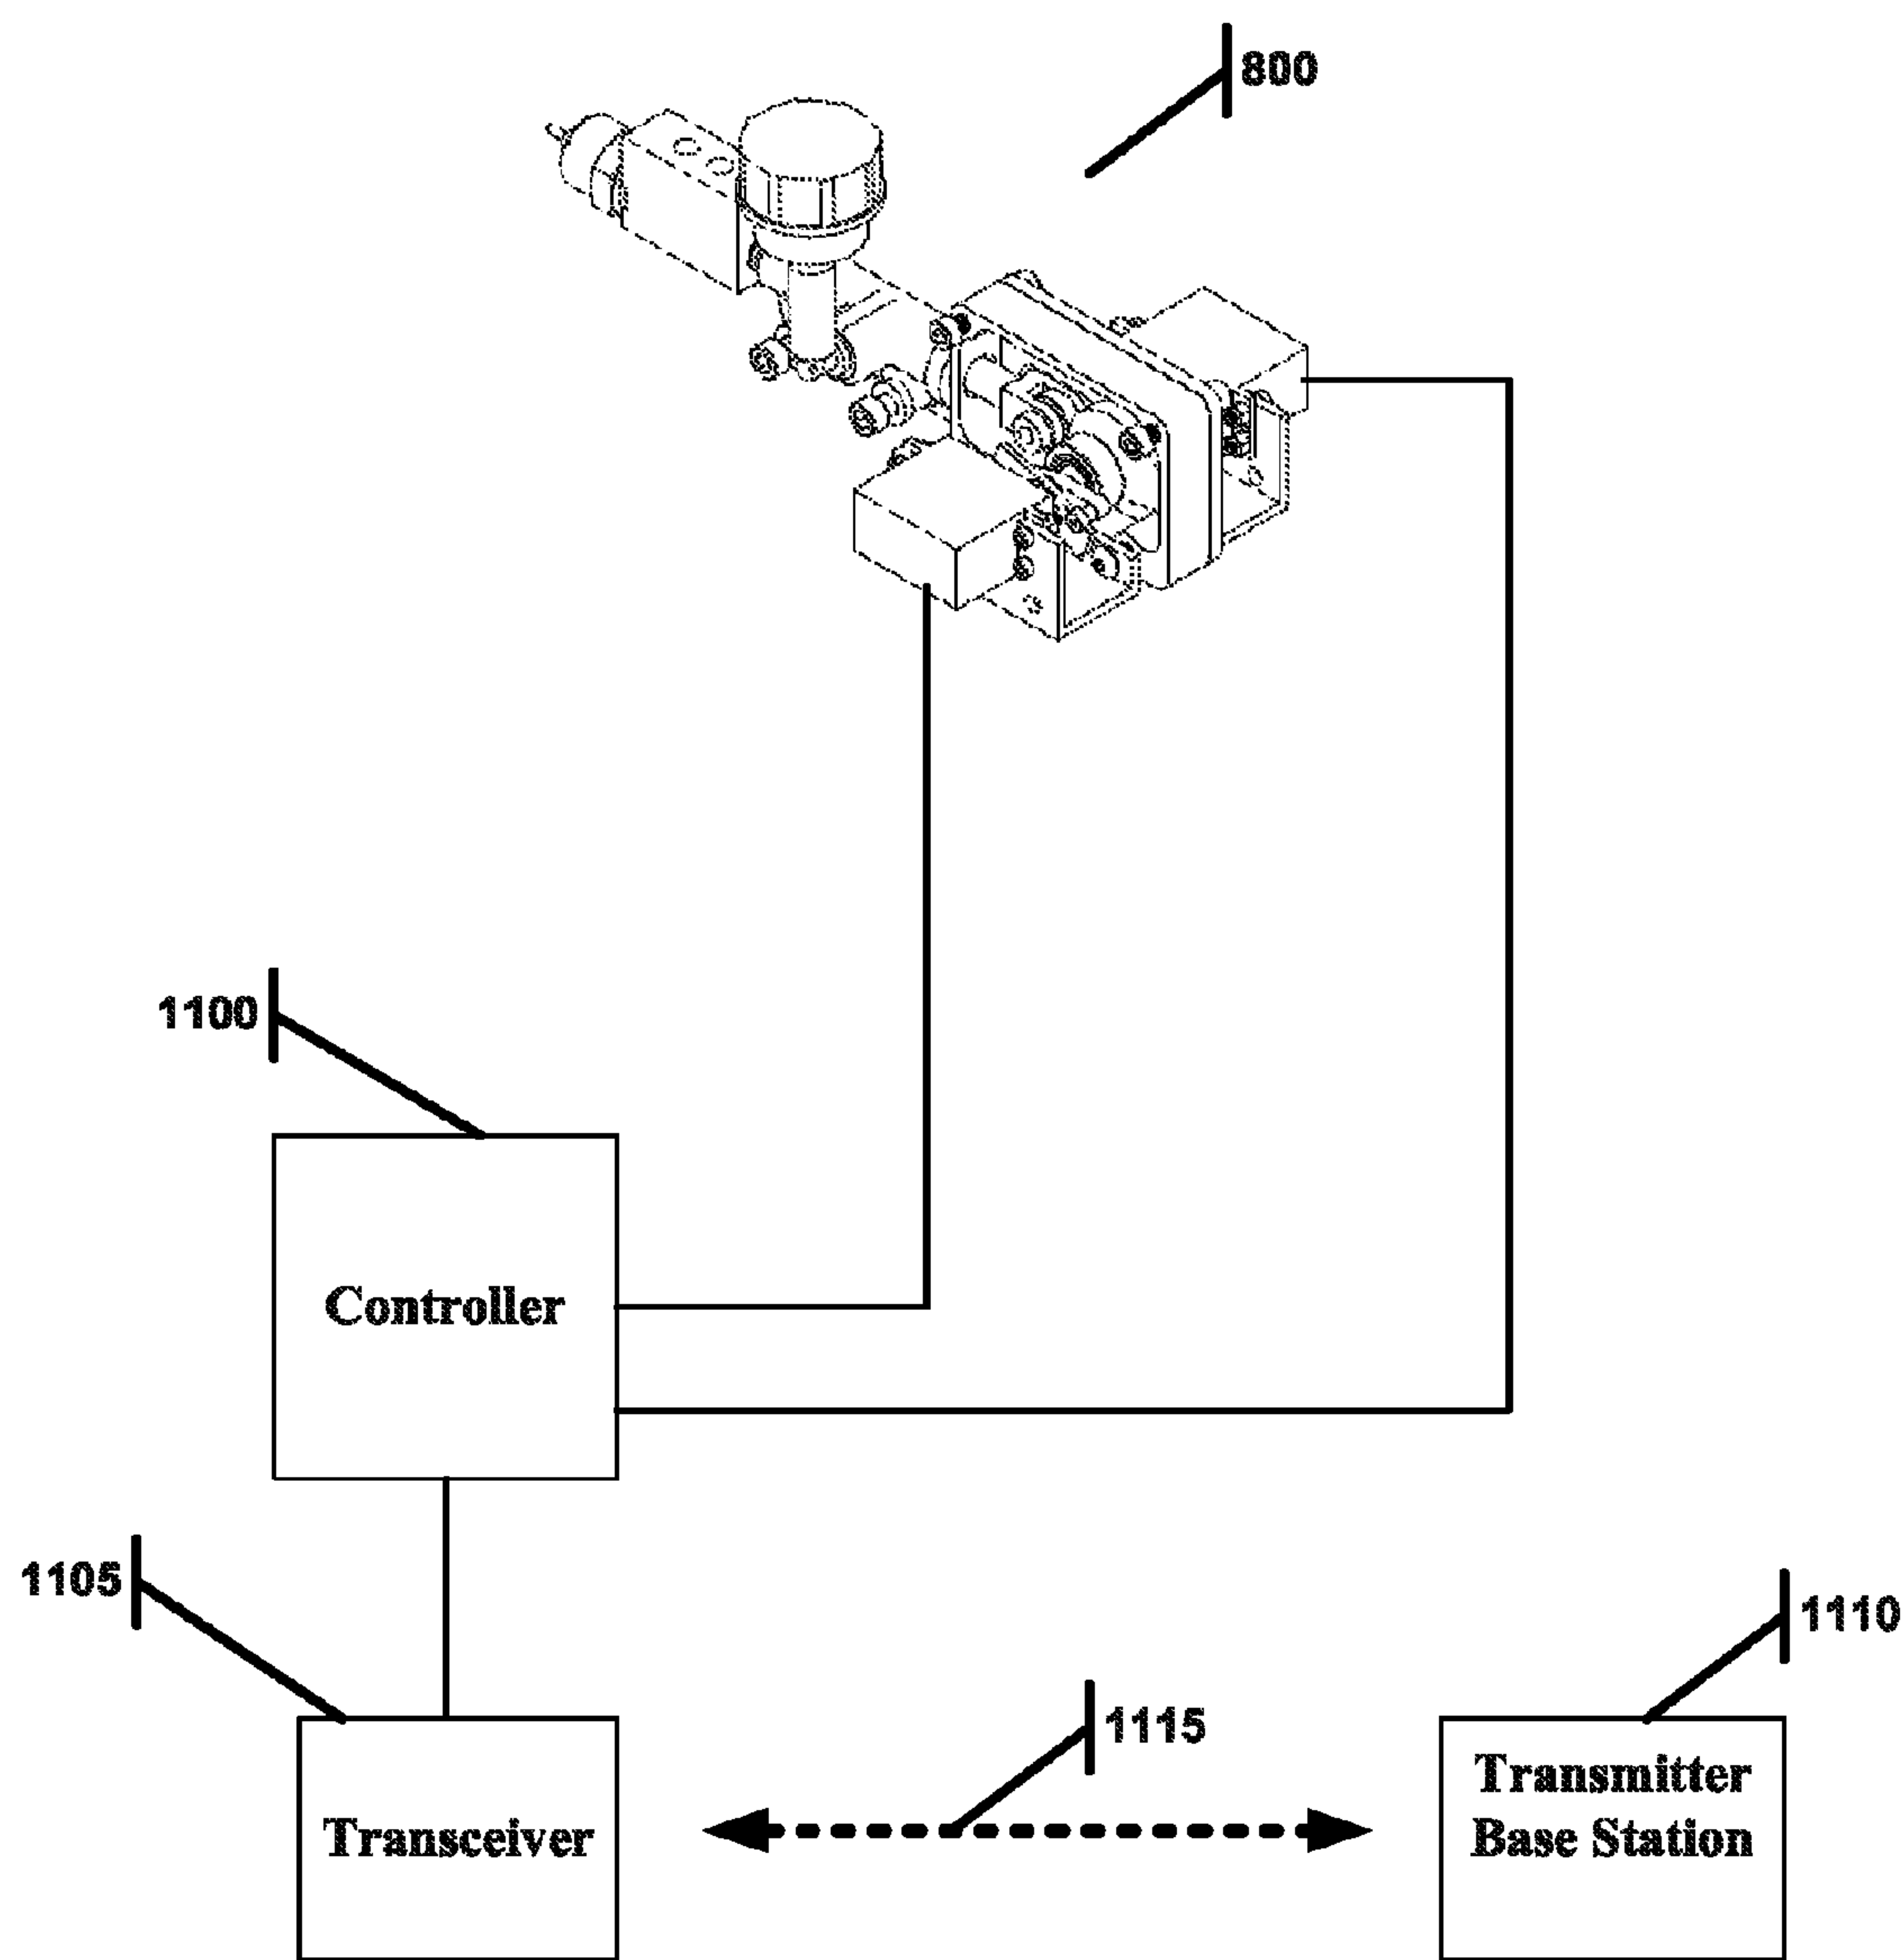 800
1100
Controller
1105
1110
1115
Transceiver
Transmitter
Base Station